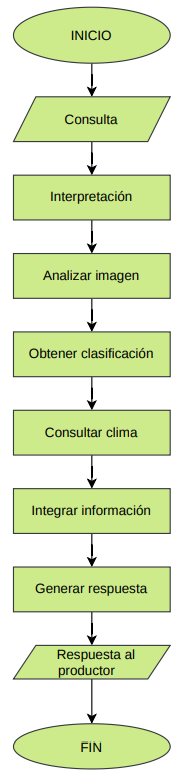 INICIO
Consulta
Interpretación
Analizar imagen
Obtener clasificación
Consultar clima
Integrar información
Generar respuesta
Respuesta al
productor
FIN